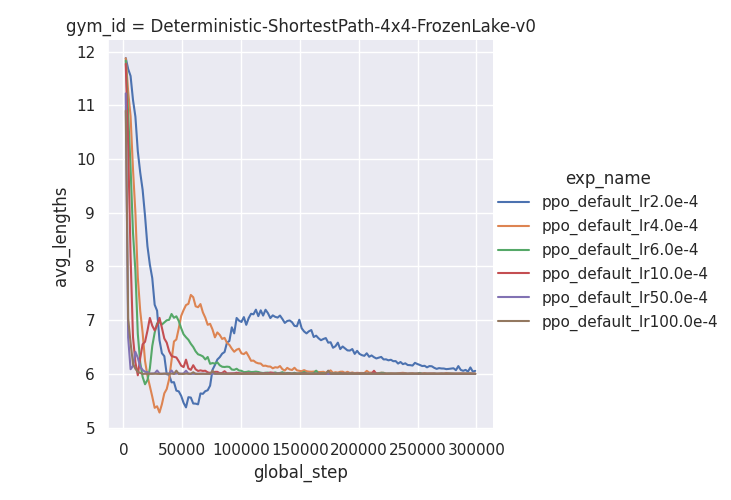 gym_id = Deterministic-ShortestPath-4x4-FrozenLake-v0
12
11
10
9
8
7
6
5
avg_lengths
0 50000 100000 150000 200000 250000 300000
global_step
exp_name
ppo_default_lr2.0e-4
ppo_default_lr4.0e-4
ppo_default_lr6.0e-4
ppo_default_lr10.0e-4
ppo_default_lr50.0e-4
ppo_default_lr100.0e-4